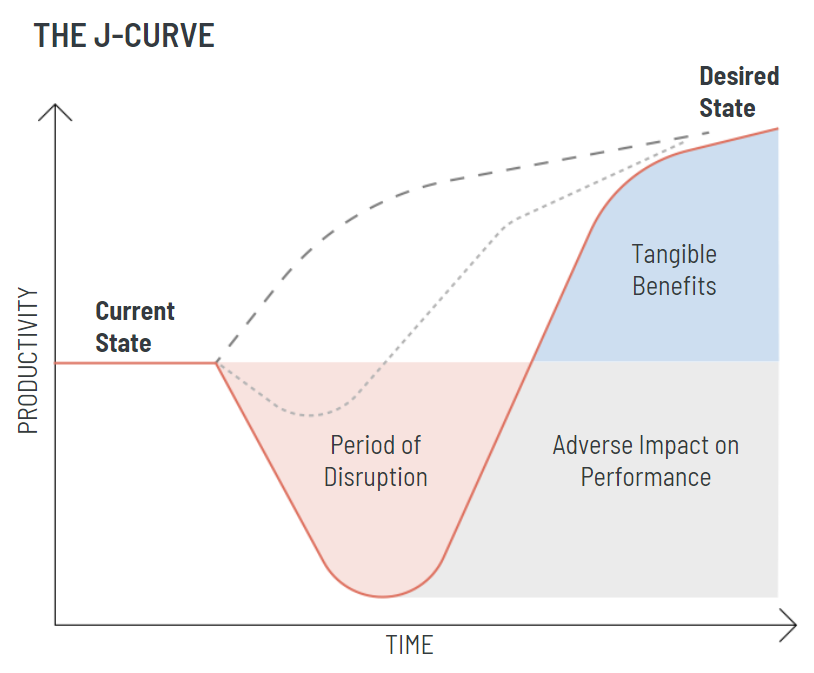 THE J-CURVE
Desired
State
Current
State
Tangible
Benefits
PRODUCTIVITY
Period of
Disruption
Adverse Impact on
Performance
TIME